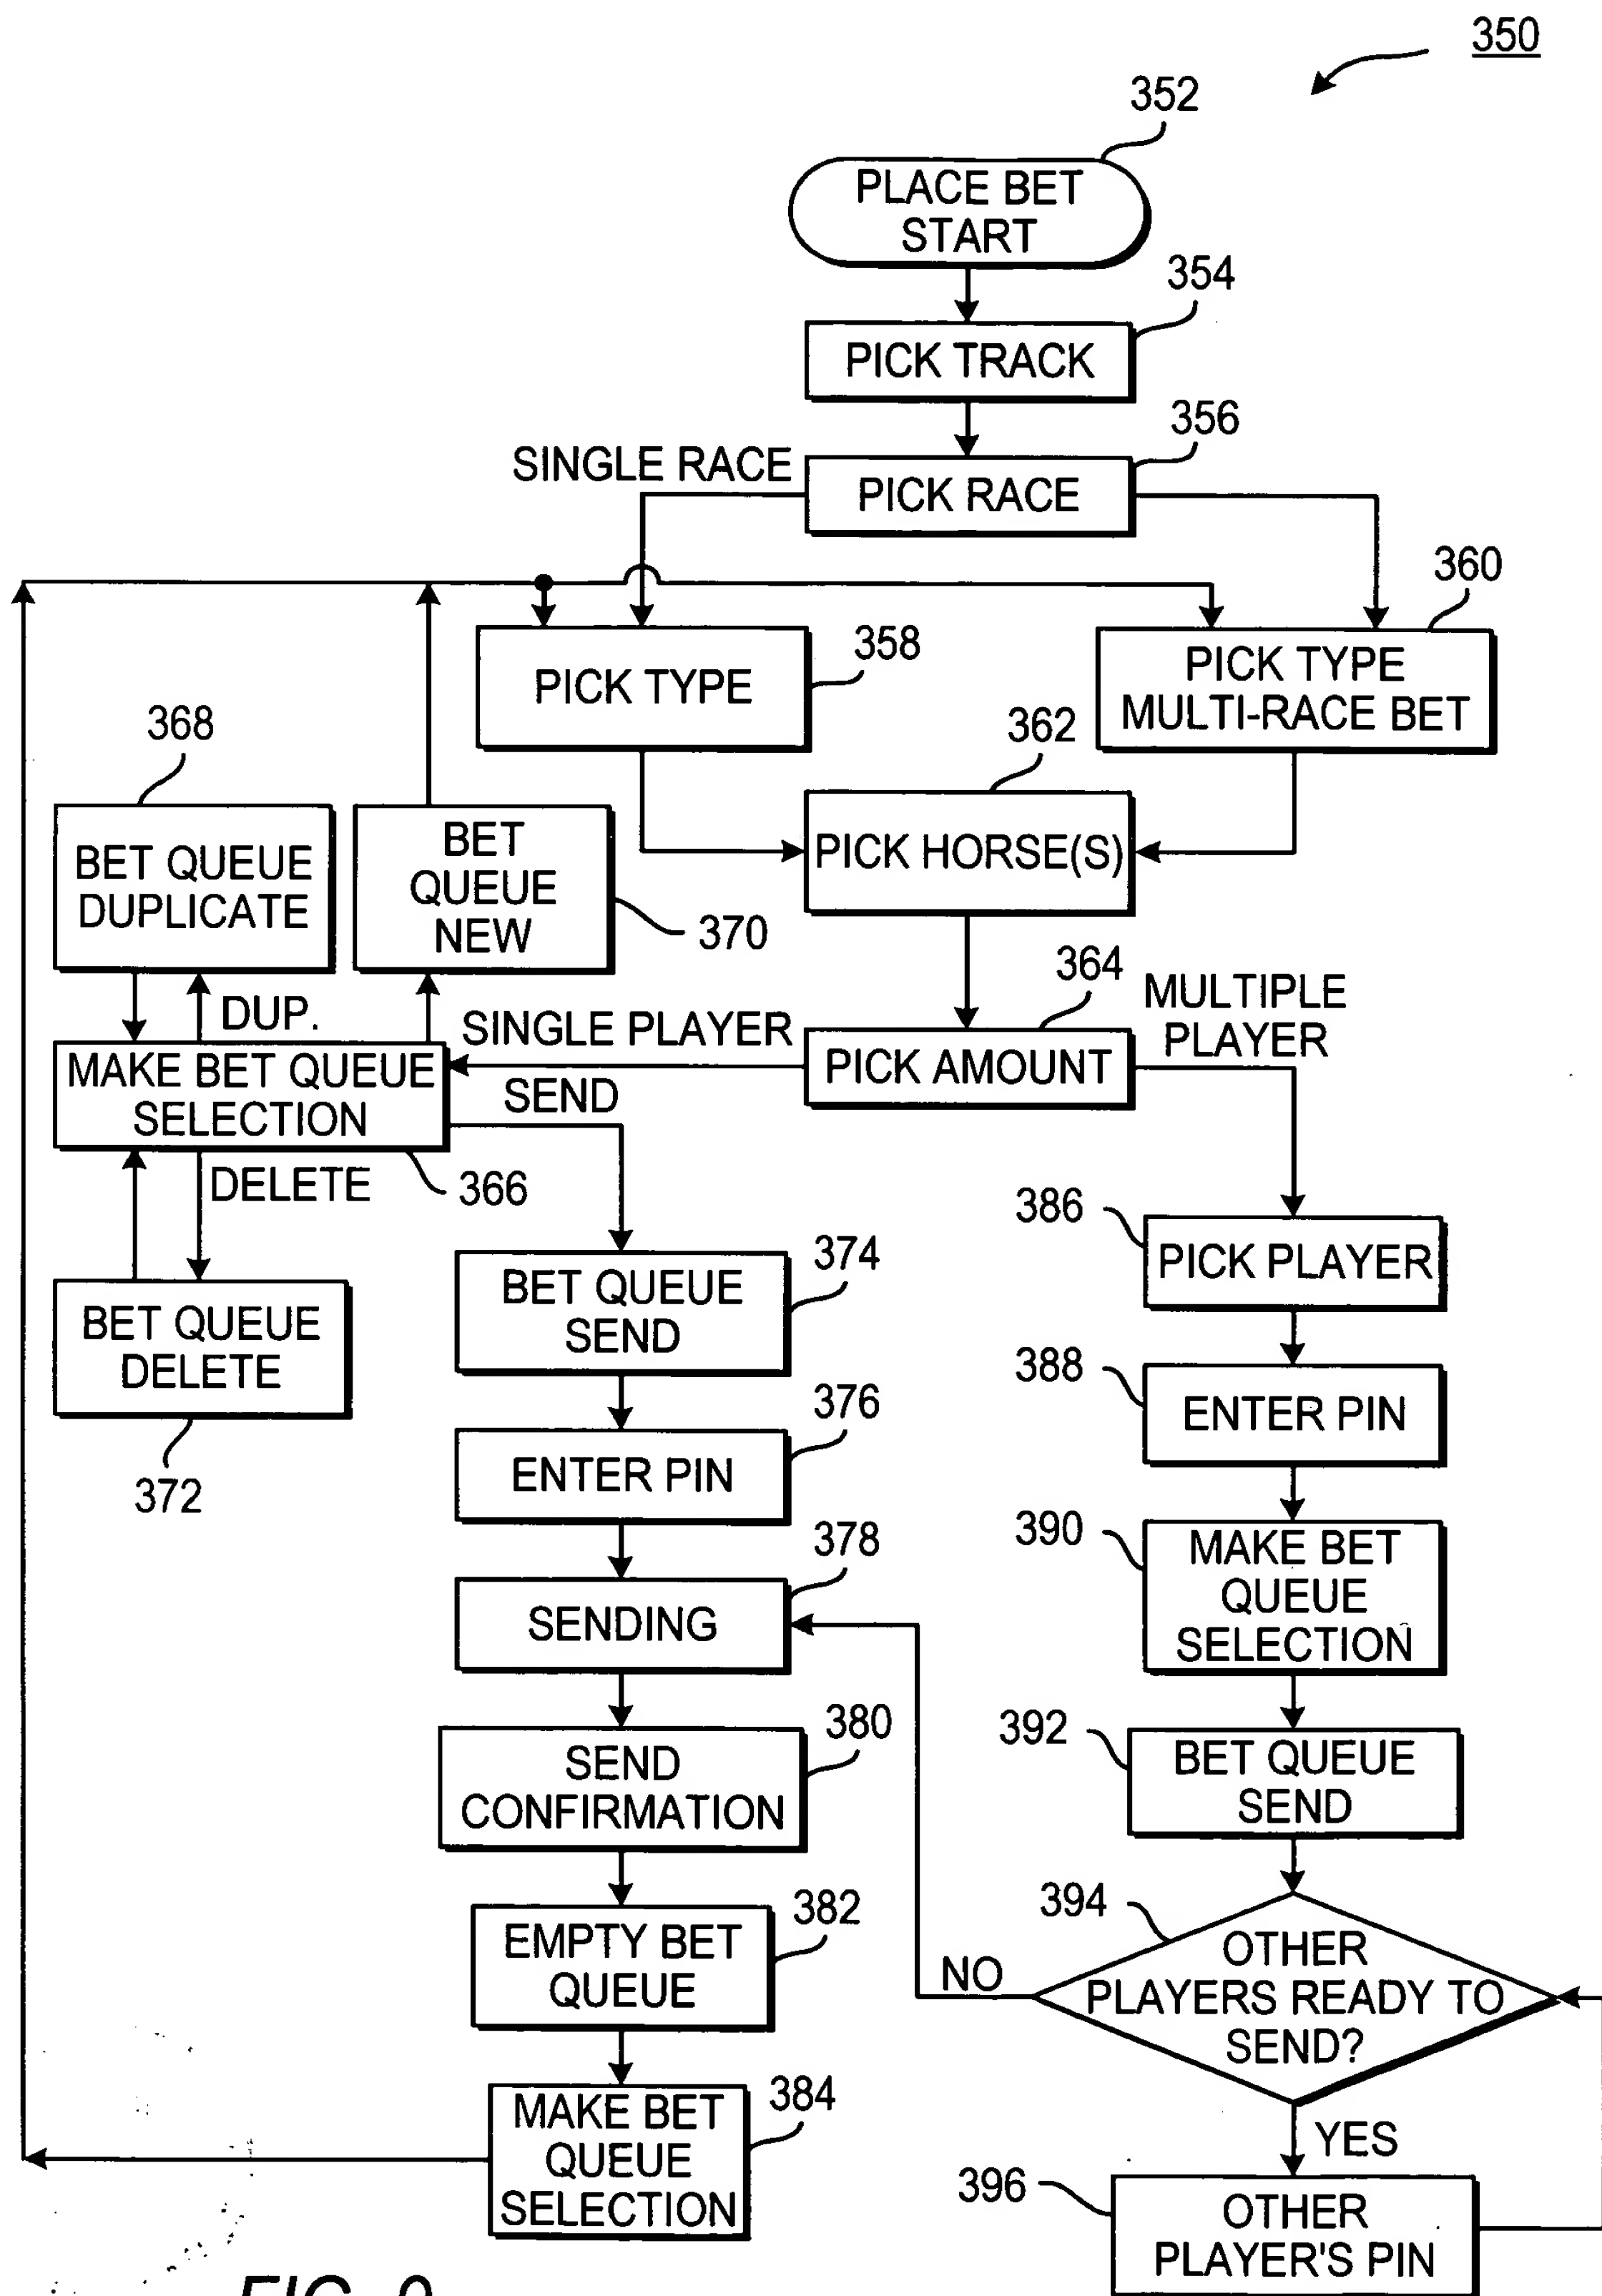 350
352
PLACE BET
START
354
PICK TRACK
356
SINGLE RACE
PICK RACE
360
358
PICK TYPE
PICK TYPE
MULTI-RACE BET
368
362
BET QUEUE
DUPLICATE
BET
QUEUE
NEW
370
PICK HORSE(S)
364
DUP.
SINGLE PLAYER
MULTIPLE
PLAYER
MAKE BET QUEUE
SELECTION
PICK AMOUNT
SEND
DELETE
366
386
PICK PLAYER
374
BET QUEUE
SEND
BET QUEUE
DELETE
372
388
ENTER PIN
376
ENTER PIN
390
MAKE BET
QUEUE
SELECTION
378
SENDING
380
SEND
CONFIRMATION
392
BET QUEUE
SEND
382
EMPTY BET
QUEUE
394
NO
OTHER
PLAYERS READY TO
SEND?
384
MAKE BET
QUEUE
SELECTION
YES
396
OTHER
PLAYER'S PIN